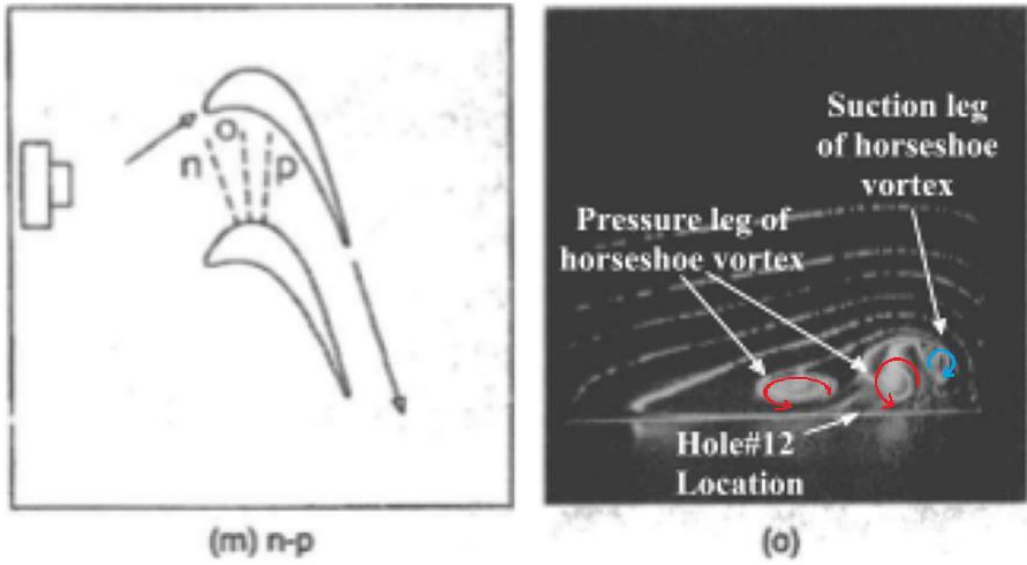 n
o
p
(m) n-p
Suction leg
of horseshoe
vortex
Pressure leg of
horseshoe vortex
Hole#12
Location
(o)